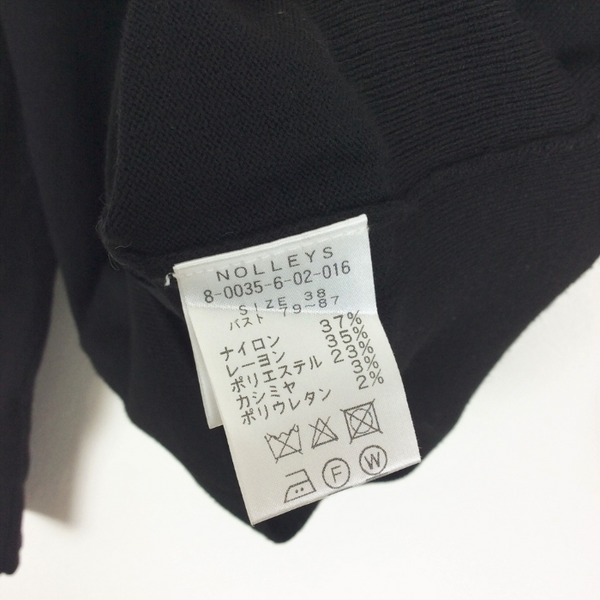 NOLLEYS
8-0035-6-02-016
SIZE 38
バスト 79~87
ナイロン 37%
レーヨン 35%
ポリエステル 23%
カシミヤ 3%
ポリウレタン 2%
F W